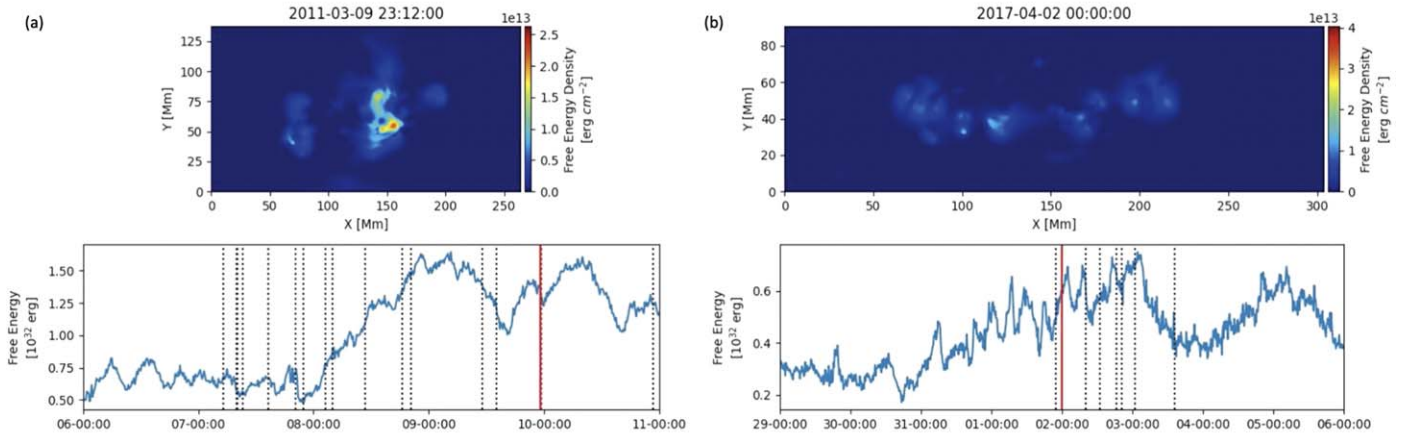 (a)
2011-03-09 23:12:00
1e13
125
100
75
50
25
0
Y [Mm]
0 50 100 150 200 250
X [Mm]
2.5
2.0
1.5
1.0
0.5
0.0
Free Energy Density
[erg cm⁻²]
1.50
1.25
1.00
0.75
0.50
Free Energy
[10³² erg]
06-00:00 07-00:00 08-00:00 09-00:00 10-00:00 11-00:00
(b)
2017-04-02 00:00:00
1e13
80
60
40
20
0
Y [Mm]
0 50 100 150 200 250 300
X [Mm]
4
3
2
1
0
Free Energy Density
[erg cm⁻²]
0.6
0.4
0.2
Free Energy
[10³² erg]
29-00:00 30-00:00 31-00:00 01-00:00 02-00:00 03-00:00 04-00:00 05-00:00 06-00:00